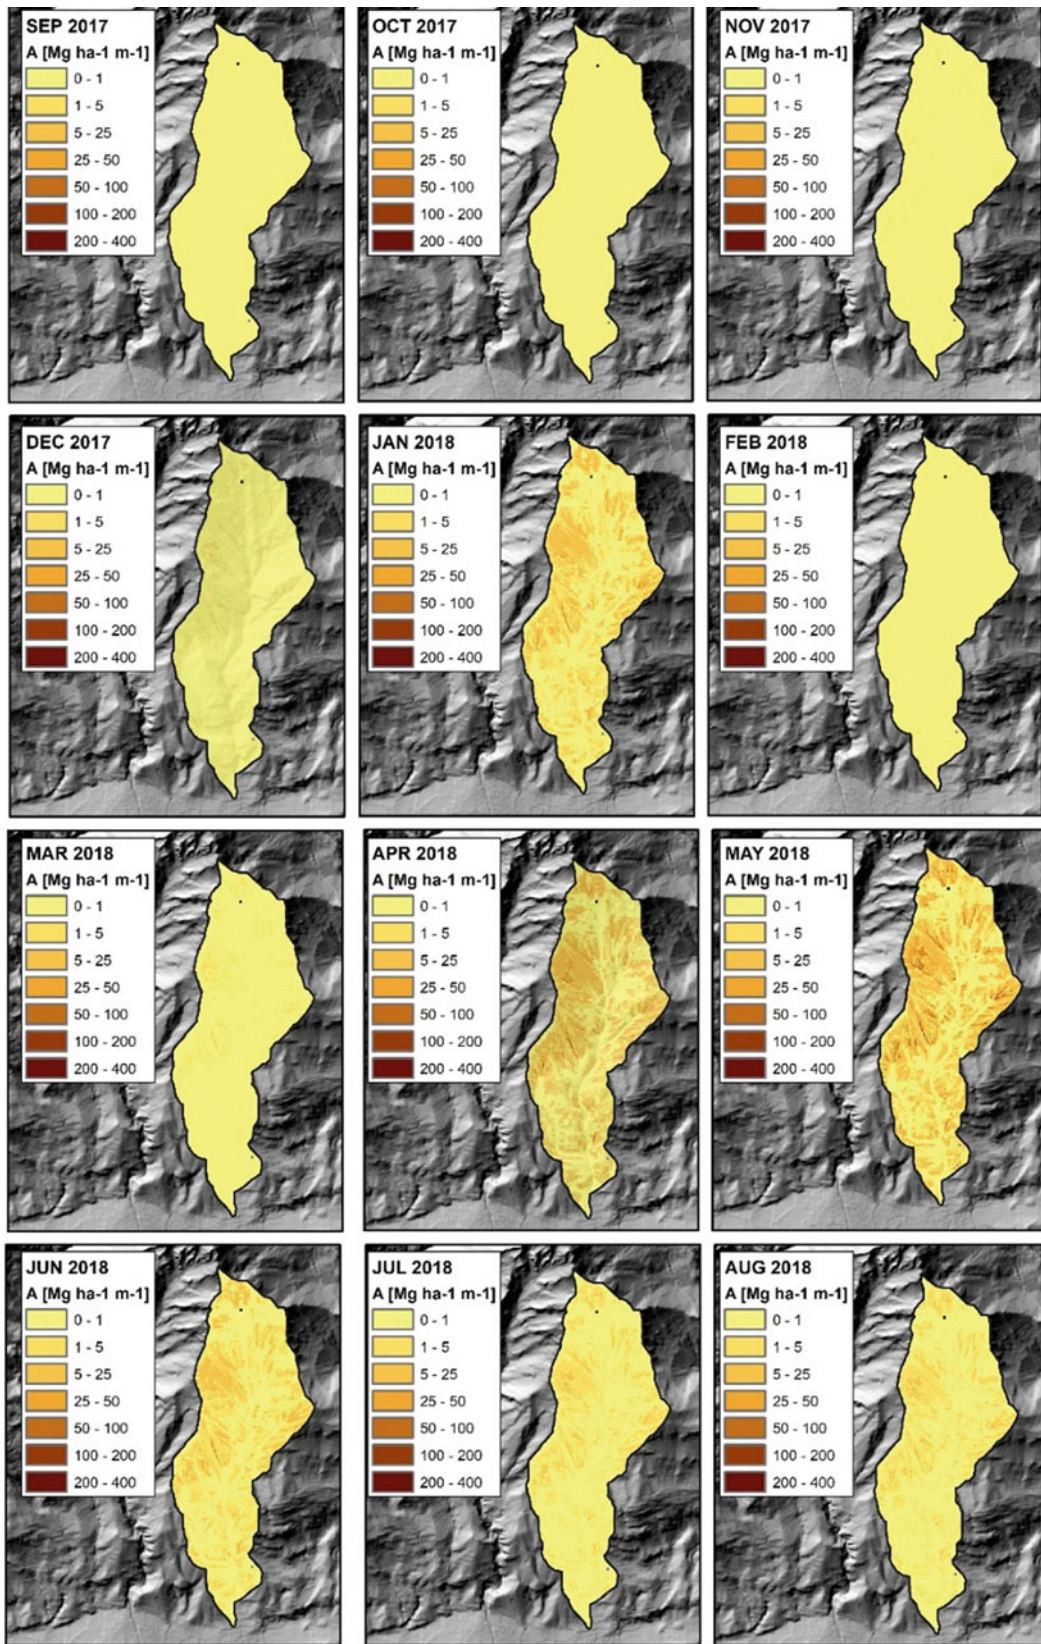 SEP 2017
A [Mg ha-1 m-1]
0 - 1
1 - 5
5 - 25
25 - 50
50 - 100
100 - 200
200 - 400
OCT 2017
A [Mg ha-1 m-1]
0 - 1
1 - 5
5 - 25
25 - 50
50 - 100
100 - 200
200 - 400
NOV 2017
A [Mg ha-1 m-1]
0 - 1
1 - 5
5 - 25
25 - 50
50 - 100
100 - 200
200 - 400
DEC 2017
A [Mg ha-1 m-1]
0 - 1
1 - 5
5 - 25
25 - 50
50 - 100
100 - 200
200 - 400
JAN 2018
A [Mg ha-1 m-1]
0 - 1
1 - 5
5 - 25
25 - 50
50 - 100
100 - 200
200 - 400
FEB 2018
A [Mg ha-1 m-1]
0 - 1
1 - 5
5 - 25
25 - 50
50 - 100
100 - 200
200 - 400
MAR 2018
A [Mg ha-1 m-1]
0 - 1
1 - 5
5 - 25
25 - 50
50 - 100
100 - 200
200 - 400
APR 2018
A [Mg ha-1 m-1]
0 - 1
1 - 5
5 - 25
25 - 50
50 - 100
100 - 200
200 - 400
MAY 2018
A [Mg ha-1 m-1]
0 - 1
1 - 5
5 - 25
25 - 50
50 - 100
100 - 200
200 - 400
JUN 2018
A [Mg ha-1 m-1]
0 - 1
1 - 5
5 - 25
25 - 50
50 - 100
100 - 200
200 - 400
JUL 2018
A [Mg ha-1 m-1]
0 - 1
1 - 5
5 - 25
25 - 50
50 - 100
100 - 200
200 - 400
AUG 2018
A [Mg ha-1 m-1]
0 - 1
1 - 5
5 - 25
25 - 50
50 - 100
100 - 200
200 - 400